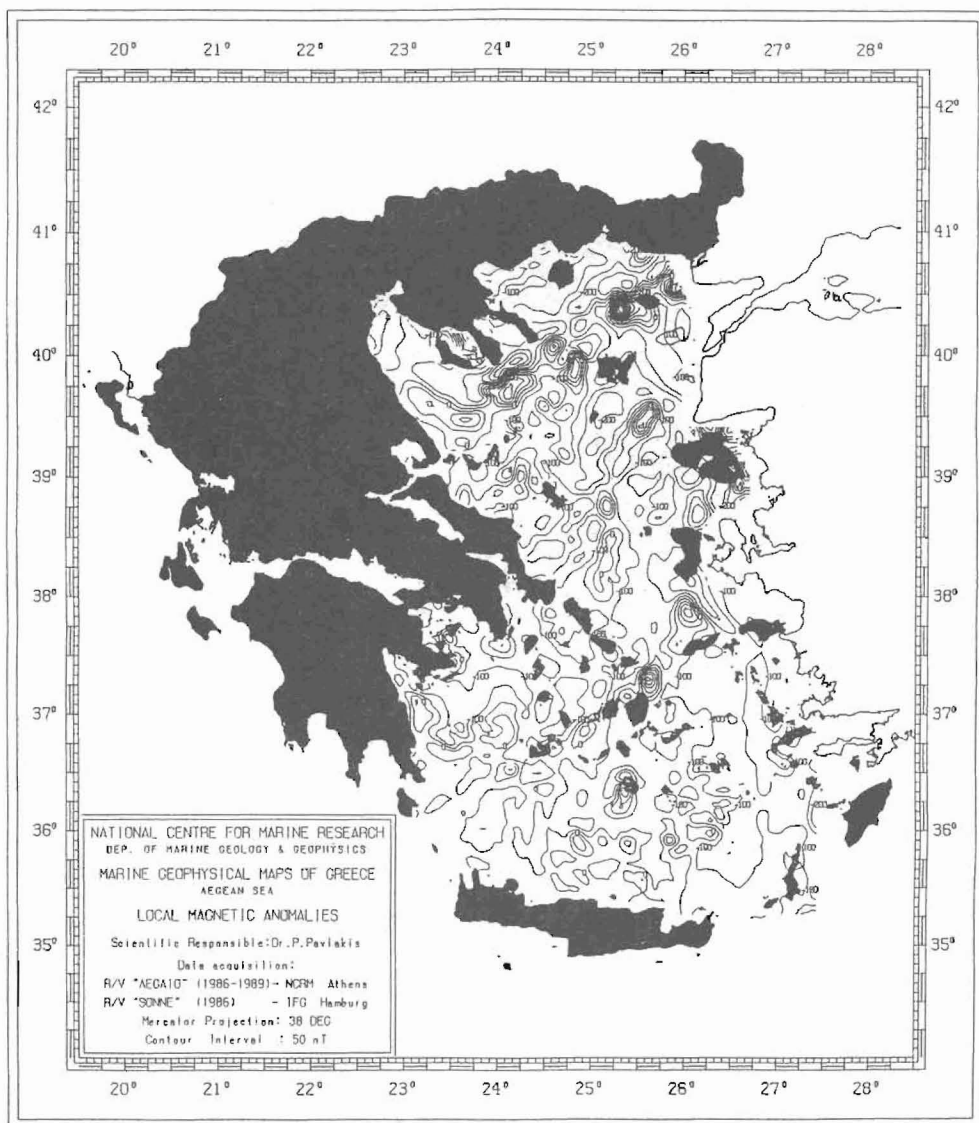 20° 21° 22° 23° 24° 25° 26° 27° 28°
42° 42°
41° 41°
40° 40°
39° 39°
38° 38°
37° 37°
36° 36°
35° 35°
NATIONAL CENTRE FOR MARINE RESEARCH
DEP. OF MARINE GEOLOGY & GEOPHYSICS
MARINE GEOPHYSICAL MAPS OF GREECE
AEGEAN SEA
LOCAL MAGNETIC ANOMALIES
Scientific Responsible: Dr. P. Pavlakis
Data acquisition:
R/V "AEGAIO" (1986-1989) - NCRM Athens
R/V "SONNE" (1986) - IFG Hamburg
Mercator Projection: 38 DEG
Contour Interval : 50 nT
20° 21° 22° 23° 24° 25° 26° 27° 28°